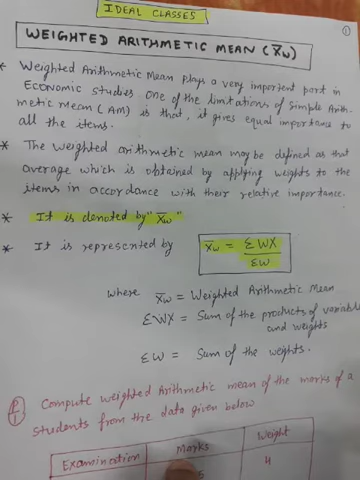 IDEAL CLASSES
1
WEIGHTED ARITHMETIC MEAN (X̄w)
* Weighted Arithmetic Mean plays a very important part in
Economic studies One of the limitations of Simple Arith-
metic Mean (AM) is that, it gives equal importance to
all the items.
* The weighted arithmetic mean may be defined as that
average which is obtained by applying weights to the
items in accordance with their relative importance.
* It is denoted by "X̄w"
* It is represented by X̄w = ΣWX / ΣW
where X̄w = Weighted Arithmetic Mean
ΣWX = Sum of the products of variable
and weights
ΣW = Sum of the weights.
P/1 Compute weighted Arithmetic mean of the marks of a
students from the data given below
Examination Marks Weight
4